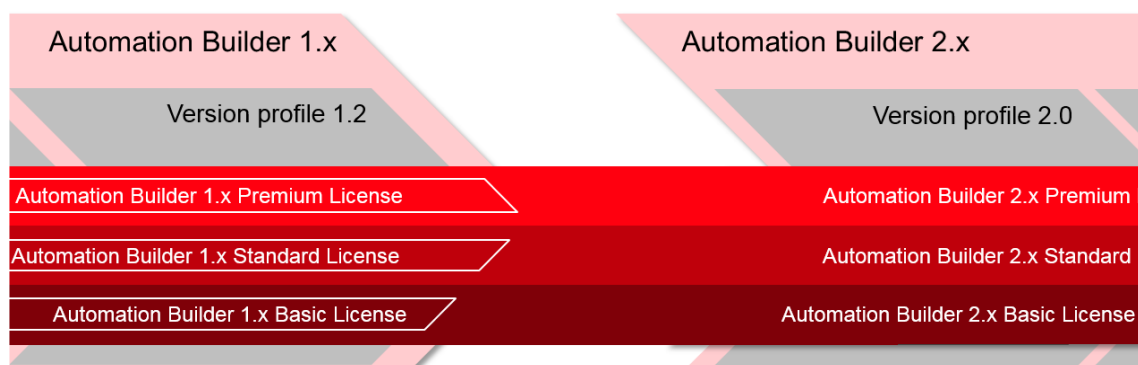 Automation Builder 1.x
Automation Builder 2.x
Version profile 1.2
Version profile 2.0
Automation Builder 1.x Premium License
Automation Builder 2.x Premium
Automation Builder 1.x Standard License
Automation Builder 2.x Standard
Automation Builder 1.x Basic License
Automation Builder 2.x Basic License